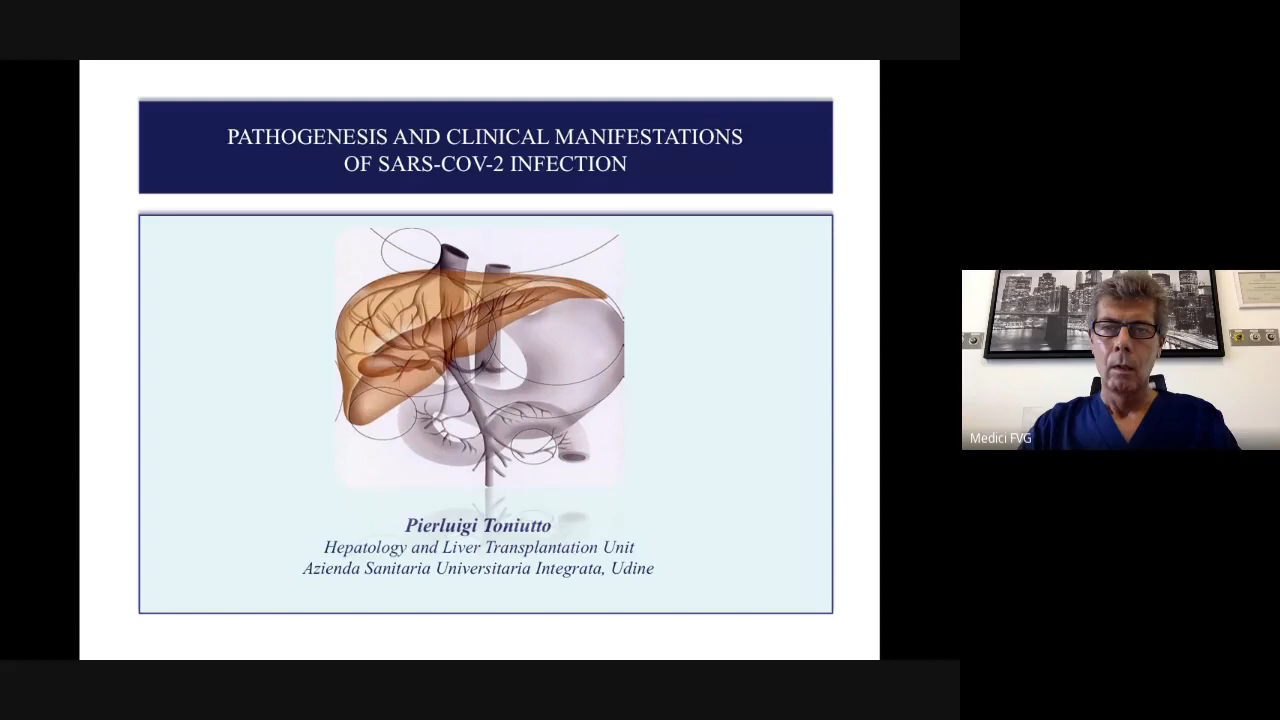 PATHOGENESIS AND CLINICAL MANIFESTATIONS
OF SARS-COV-2 INFECTION
Pierluigi Toniutto
Hepatology and Liver Transplantation Unit
Azienda Sanitaria Universitaria Integrata, Udine
Medici FVG